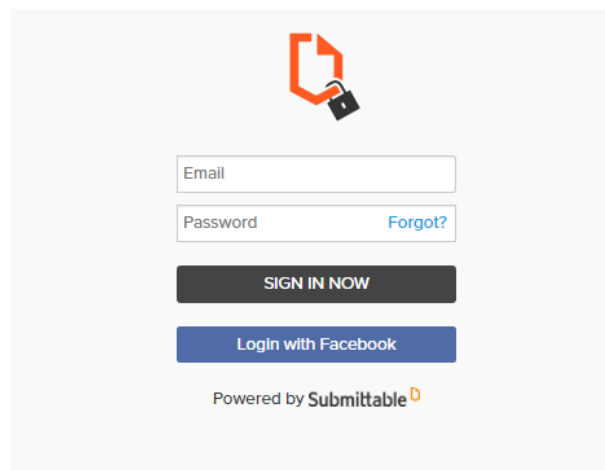 Email
Password Forgot?
SIGN IN NOW
Login with Facebook
Powered by Submittable